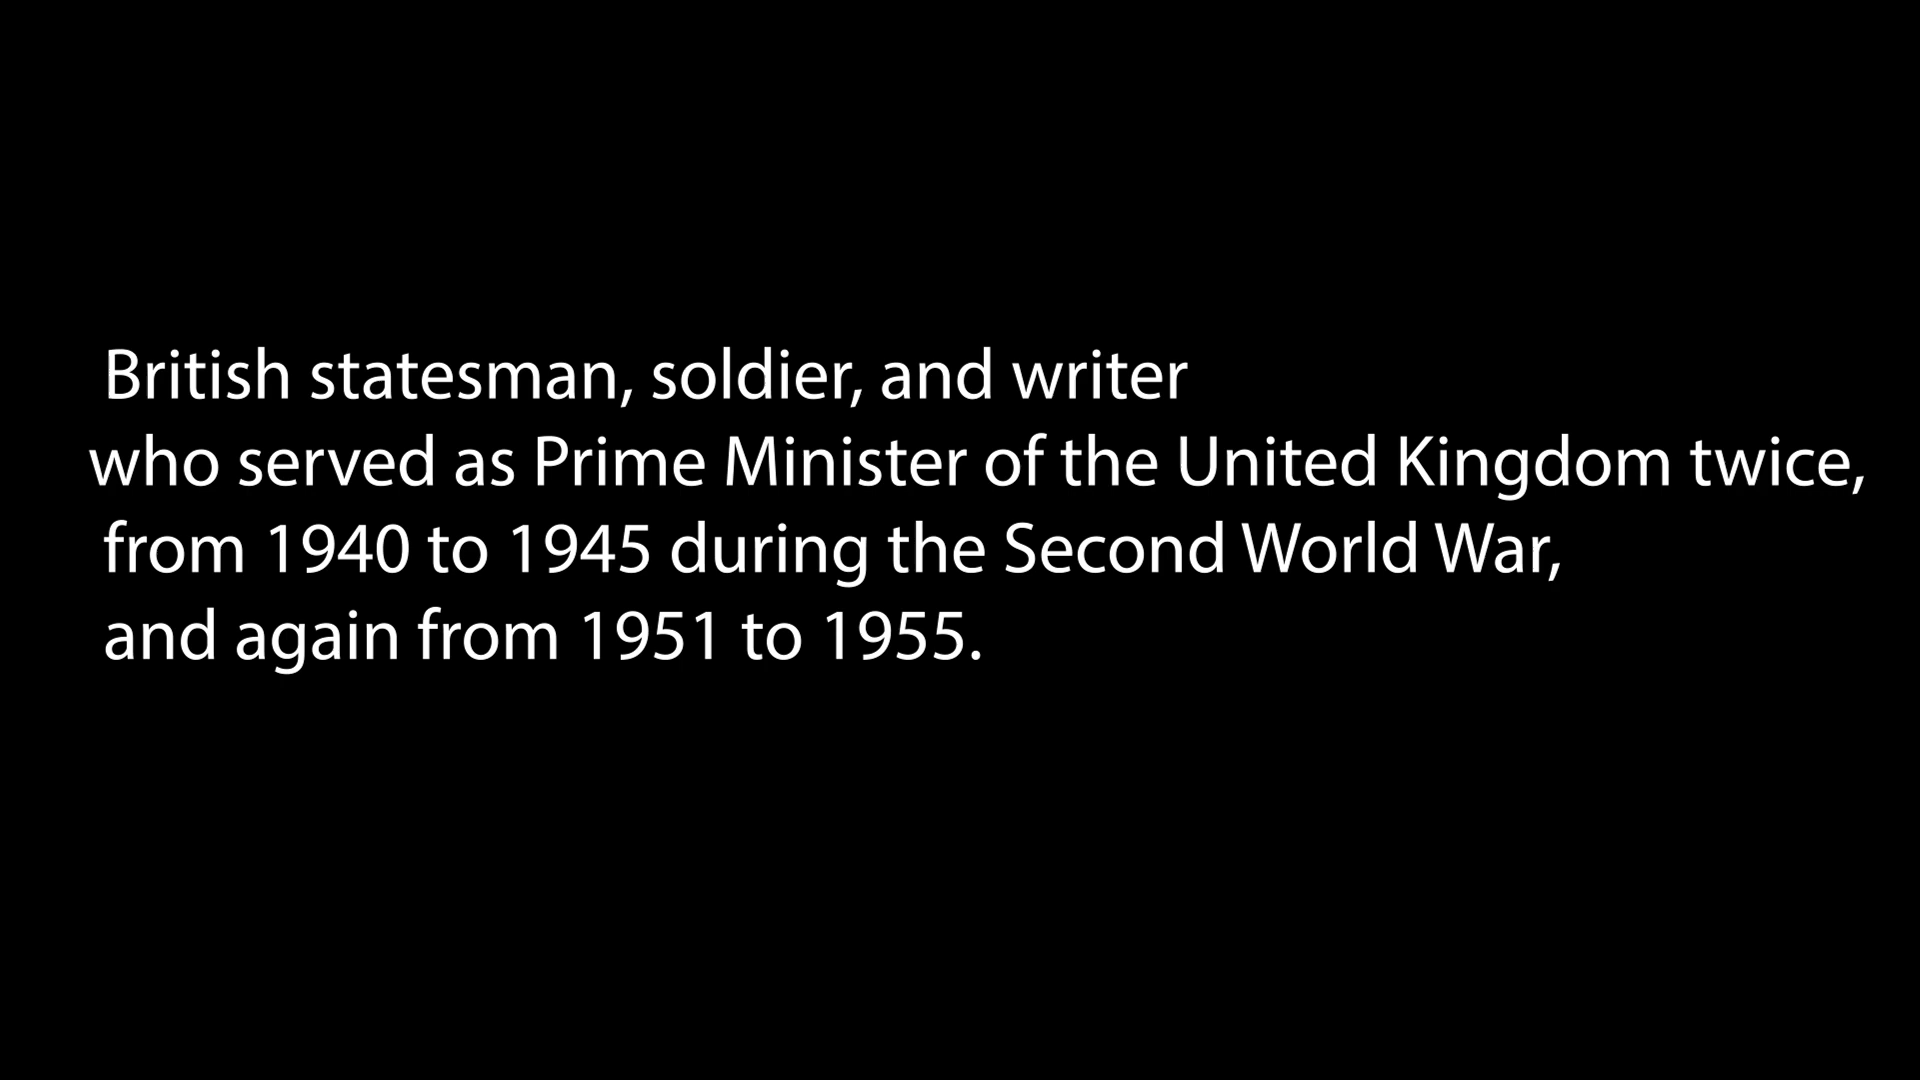 British statesman, soldier, and writer
who served as Prime Minister of the United Kingdom twice,
from 1940 to 1945 during the Second World War,
and again from 1951 to 1955.